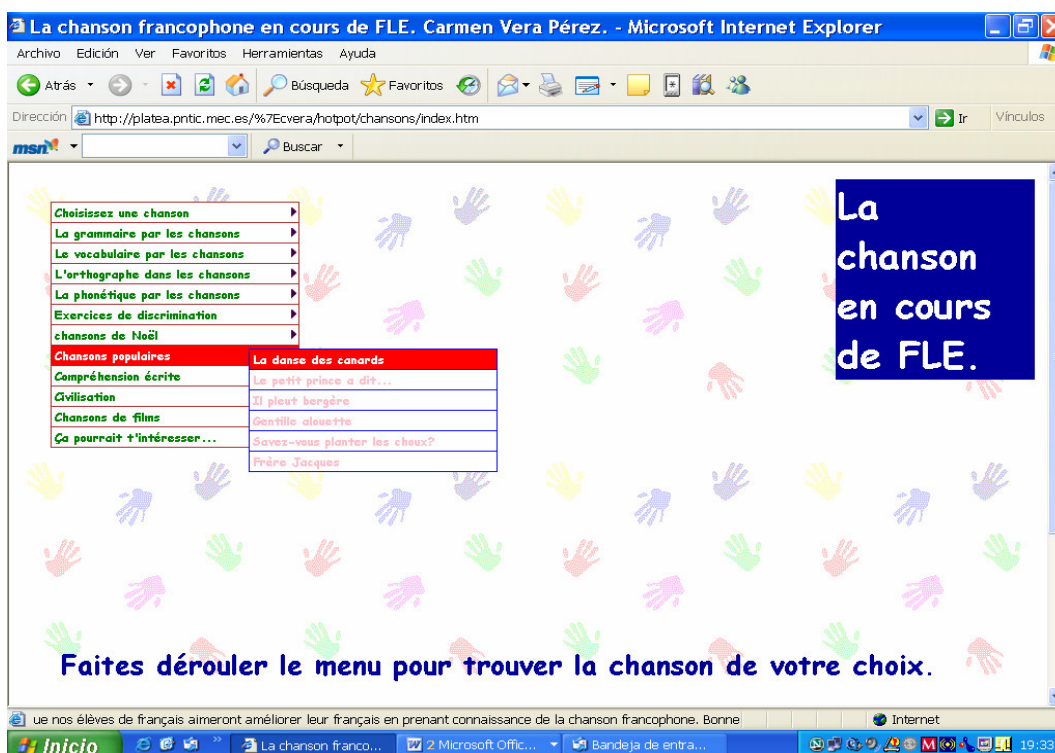 La chanson francophone en cours de FLE. Carmen Vera Pérez. - Microsoft Internet Explorer
Archivo Edición Ver Favoritos Herramientas Ayuda
Atrás Búsqueda Favoritos
Dirección http://platea.pntic.mec.es/%7Ecvera/hotpot/chansons/index.htm Ir Vínculos
msn Buscar
La
chanson
en cours
de FLE.
Choisissez une chanson
La grammaire par les chansons
Le vocabulaire par les chansons
L'orthographe dans les chansons
La phonétique par les chansons
Exercices de discrimination
chansons de Noël
Chansons populaires
La danse des canards
Le petit prince a dit...
Il pleut bergère
Gentille alouette
Savez-vous planter les choux?
Frère Jacques
Compréhension écrite
Civilisation
Chansons de films
Ça pourrait t'intéresser...
Faites dérouler le menu pour trouver la chanson de votre choix.
ue nos élèves de français aimeront améliorer leur français en prenant connaissance de la chanson francophone. Bonne Internet
Inicio La chanson franco... 2 Microsoft Offic... Bandeja de entra... 19:33